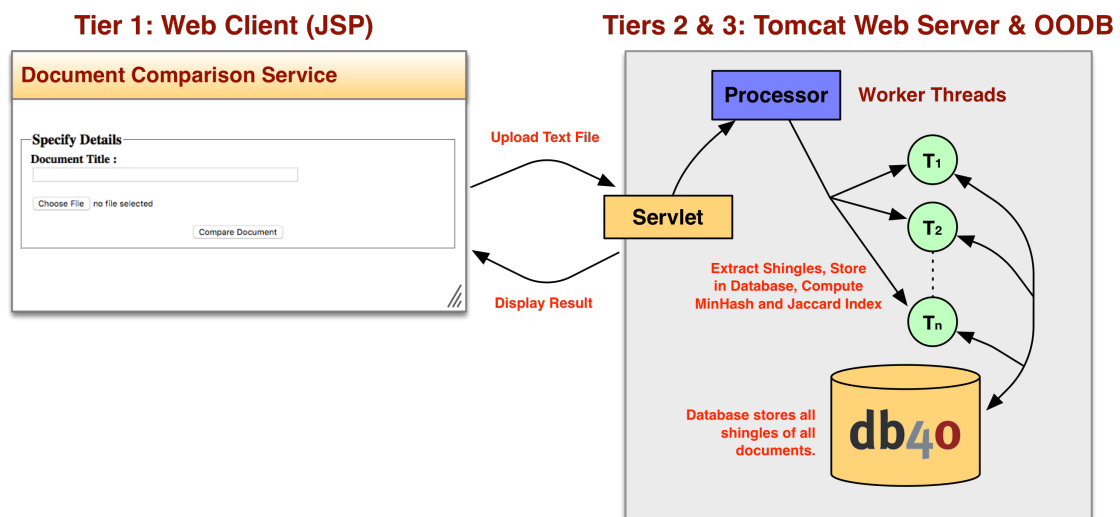 Tier 1: Web Client (JSP)
Tiers 2 & 3: Tomcat Web Server & OODB
Document Comparison Service
Specify Details
Document Title :
Choose File no file selected
Compare Document
Upload Text File
Display Result
Servlet
Processor
Worker Threads
T1
T2
Tn
Extract Shingles, Store
in Database, Compute
MinHash and Jaccard Index
Database stores all
shingles of all
documents.
db4o